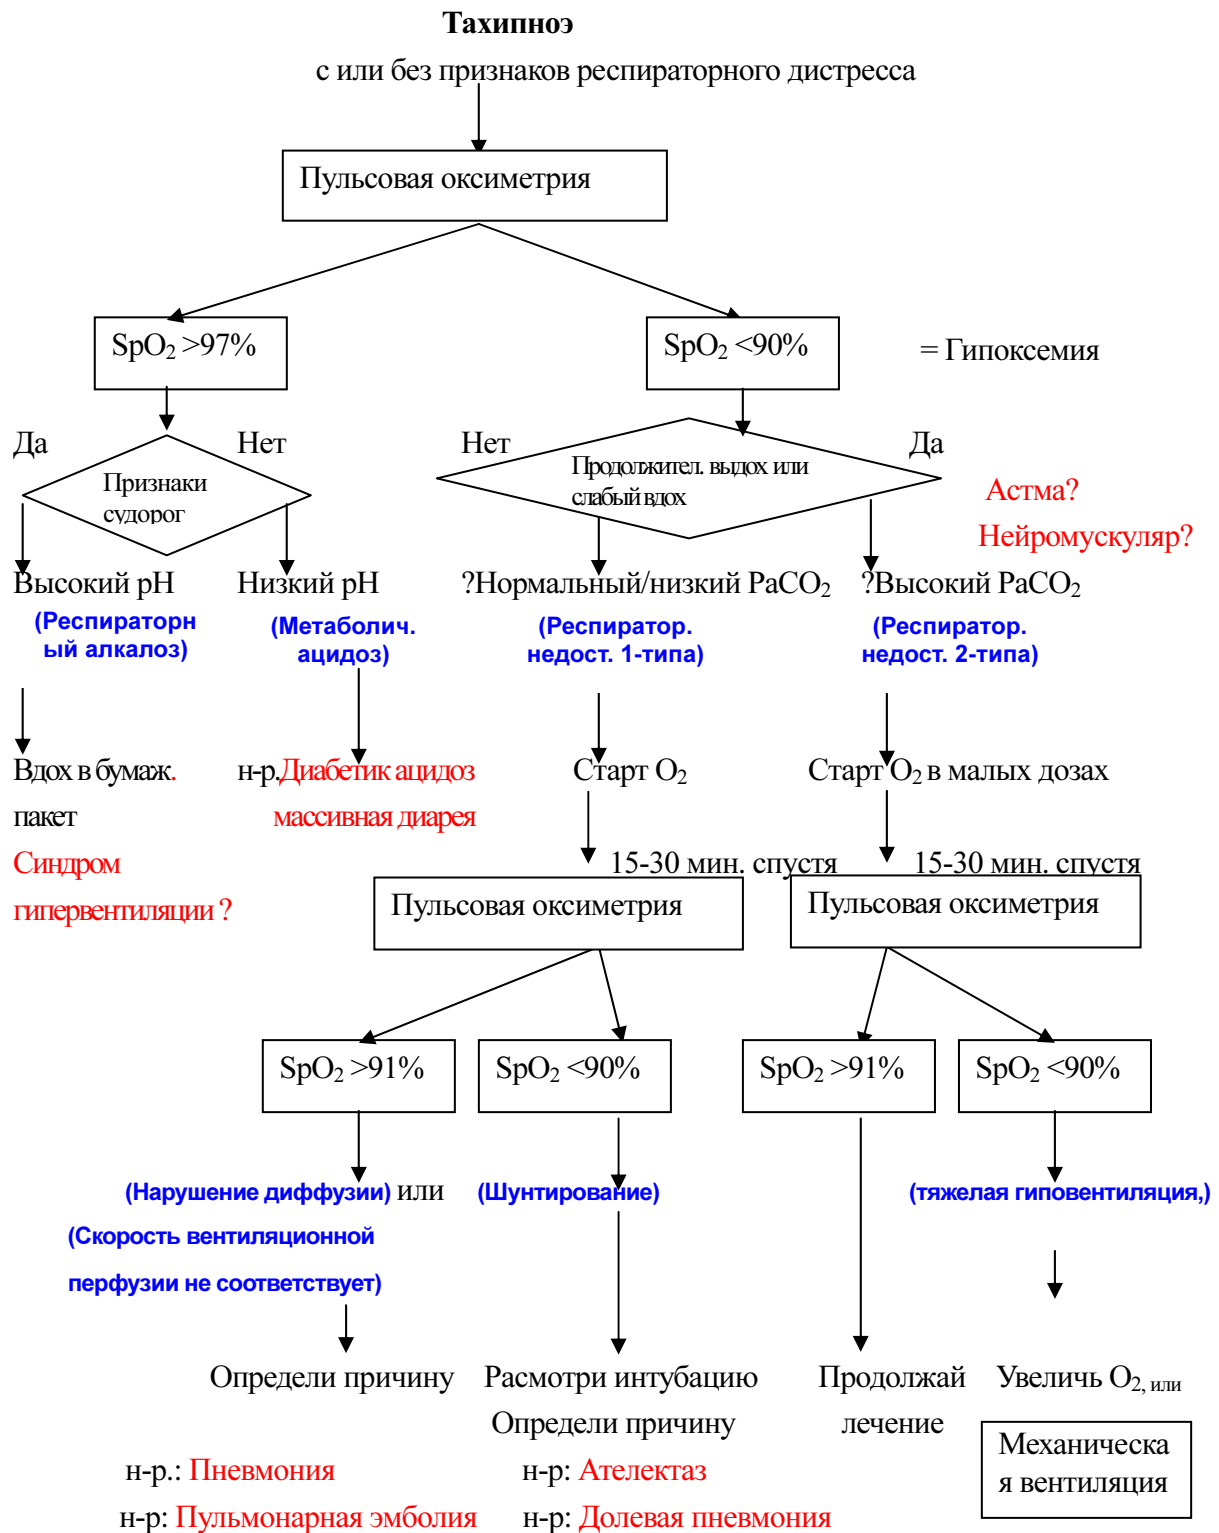 Тахипноэ
с или без признаков респираторного дистресса
Пульсовая оксиметрия
SpO2 >97%
SpO2 <90%
= Гипоксемия
Да
Нет
Нет
Да
Признаки
судорог
Продолжител. выдох или
слабый вдох
Астма?
Нейромускуляр?
Высокий pH
Низкий pH
?Нормальный/низкий PaCO2
?Высокий PaCO2
(Респираторн
ый алкалоз)
(Метаболич.
ацидоз)
(Респиратор.
недост. 1-типа)
(Респиратор.
недост. 2-типа)
Вдох в бумаж.
пакет
Синдром
гипервентиляции ?
н-р.Диабетик ацидоз
массивная диарея
Старт O2
Старт O2 в малых дозах
15-30 мин. спустя
15-30 мин. спустя
Пульсовая оксиметрия
Пульсовая оксиметрия
SpO2 >91%
SpO2 <90%
SpO2 >91%
SpO2 <90%
(Нарушение диффузии) или
(Скорость вентиляционной
перфузии не соответствует)
(Шунтирование)
(тяжелая гиповентиляция,)
Определи причину
Расмотри интубацию
Определи причину
Продолжай
лечение
Увеличь O2, или
Механическа
я вентиляция
н-р.: Пневмония
н-р: Пульмонарная эмболия
н-р: Ателектаз
н-р: Долевая пневмония